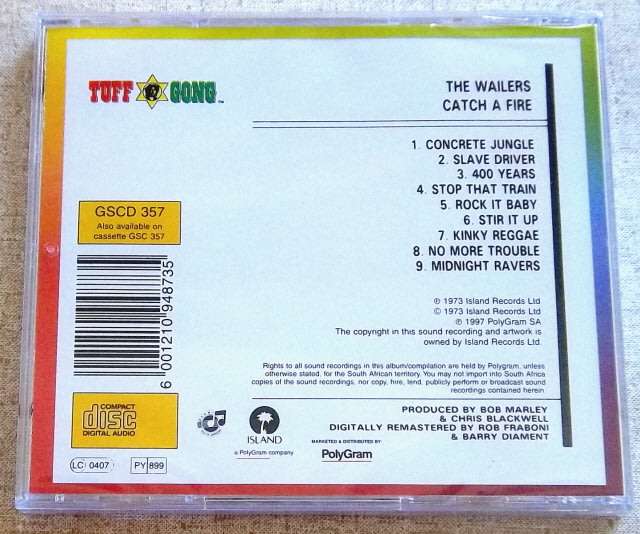 TUFF GONG™
THE WAILERS
CATCH A FIRE
1. CONCRETE JUNGLE
2. SLAVE DRIVER
3. 400 YEARS
4. STOP THAT TRAIN
5. ROCK IT BABY
6. STIR IT UP
7. KINKY REGGAE
8. NO MORE TROUBLE
9. MIDNIGHT RAVERS
GSCD 357
Also available on
cassette GSC 357
6 001210 948735
℗ 1973 Island Records Ltd
© 1973 Island Records Ltd
℗ 1997 PolyGram SA
The copyright in this sound recording and artwork is
owned by Island Records Ltd.
Rights to all sound recordings in this album/compilation are held by Polygram, unless
otherwise stated, for the South African territory. You may not import into South Africa
copies of the sound recordings, nor copy, hire, lend, publicly perform or broadcast sound
recordings contained herein.
PRODUCED BY BOB MARLEY
& CHRIS BLACKWELL
DIGITALLY REMASTERED BY ROB FRABONI
& BARRY DIAMENT
COMPACT
disc
DIGITAL AUDIO
ISLAND
a PolyGram company
MARKETED & DISTRIBUTED BY:
PolyGram
LC 0407
PY 899